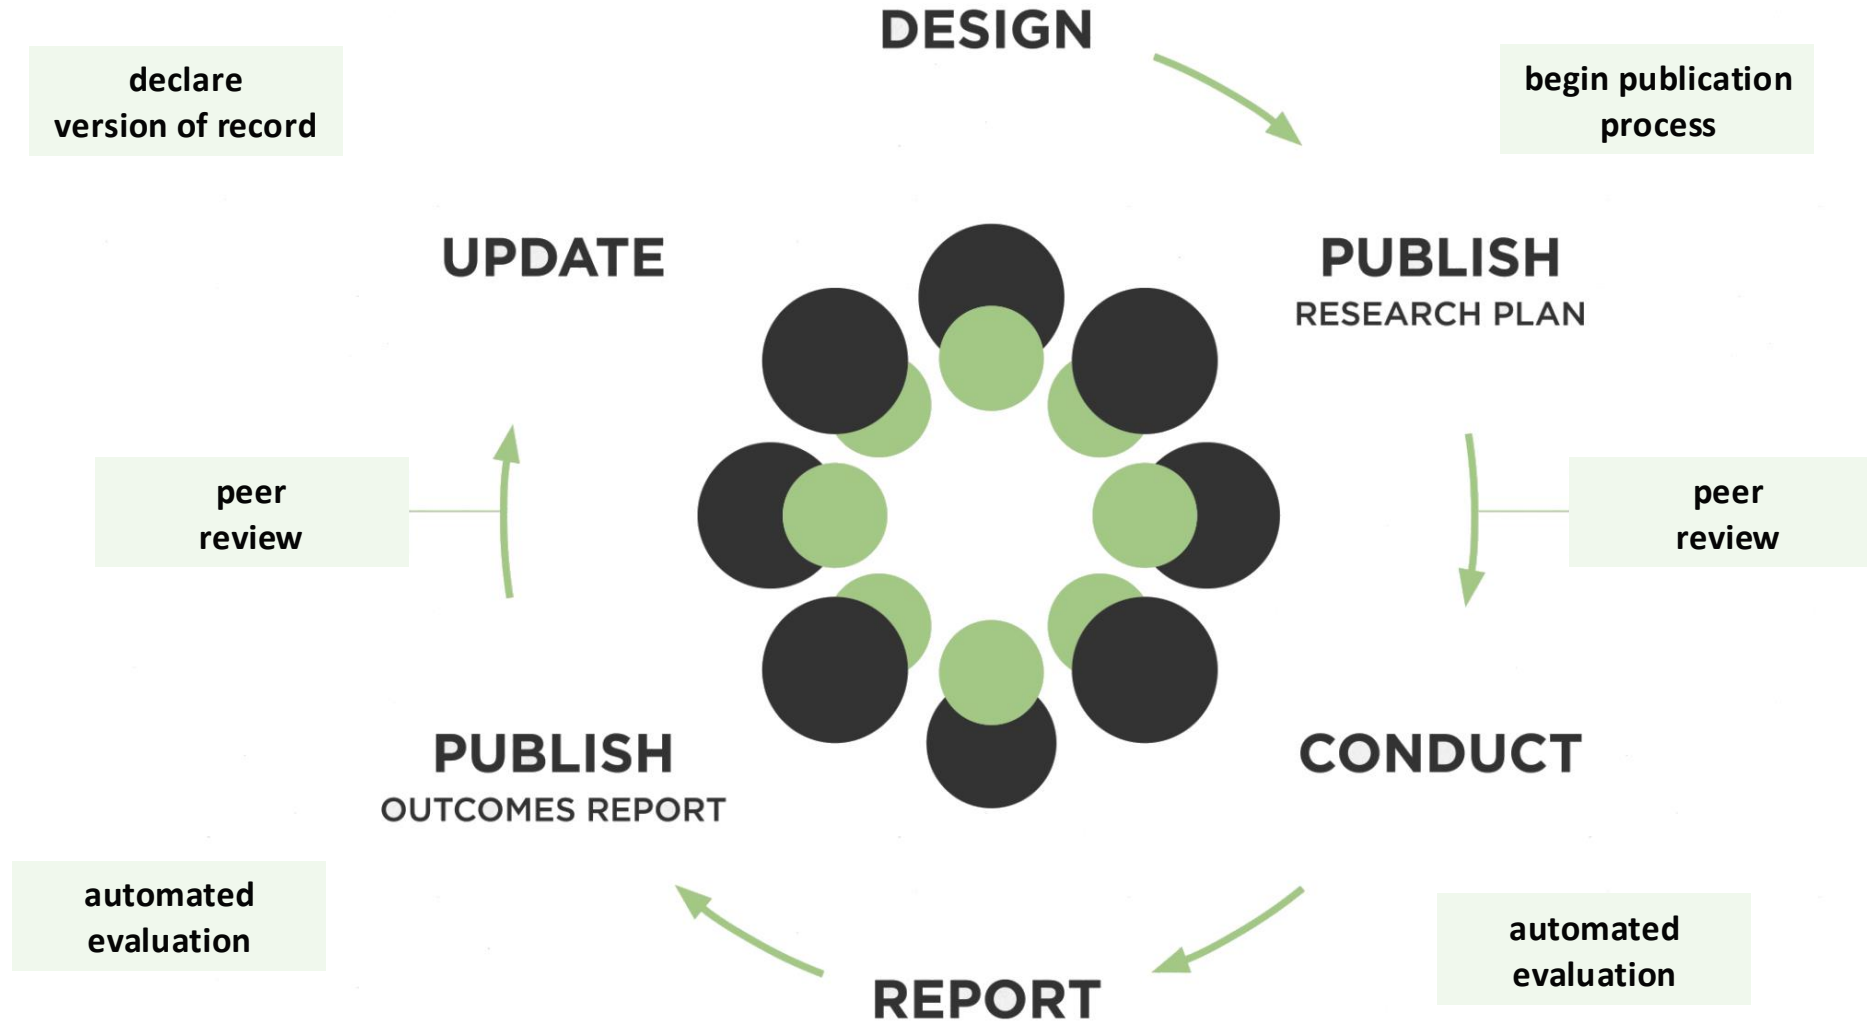 DESIGN
declare
version of record
begin publication
process
UPDATE
PUBLISH
RESEARCH PLAN
peer
review
peer
review
PUBLISH
OUTCOMES REPORT
CONDUCT
automated
evaluation
automated
evaluation
REPORT